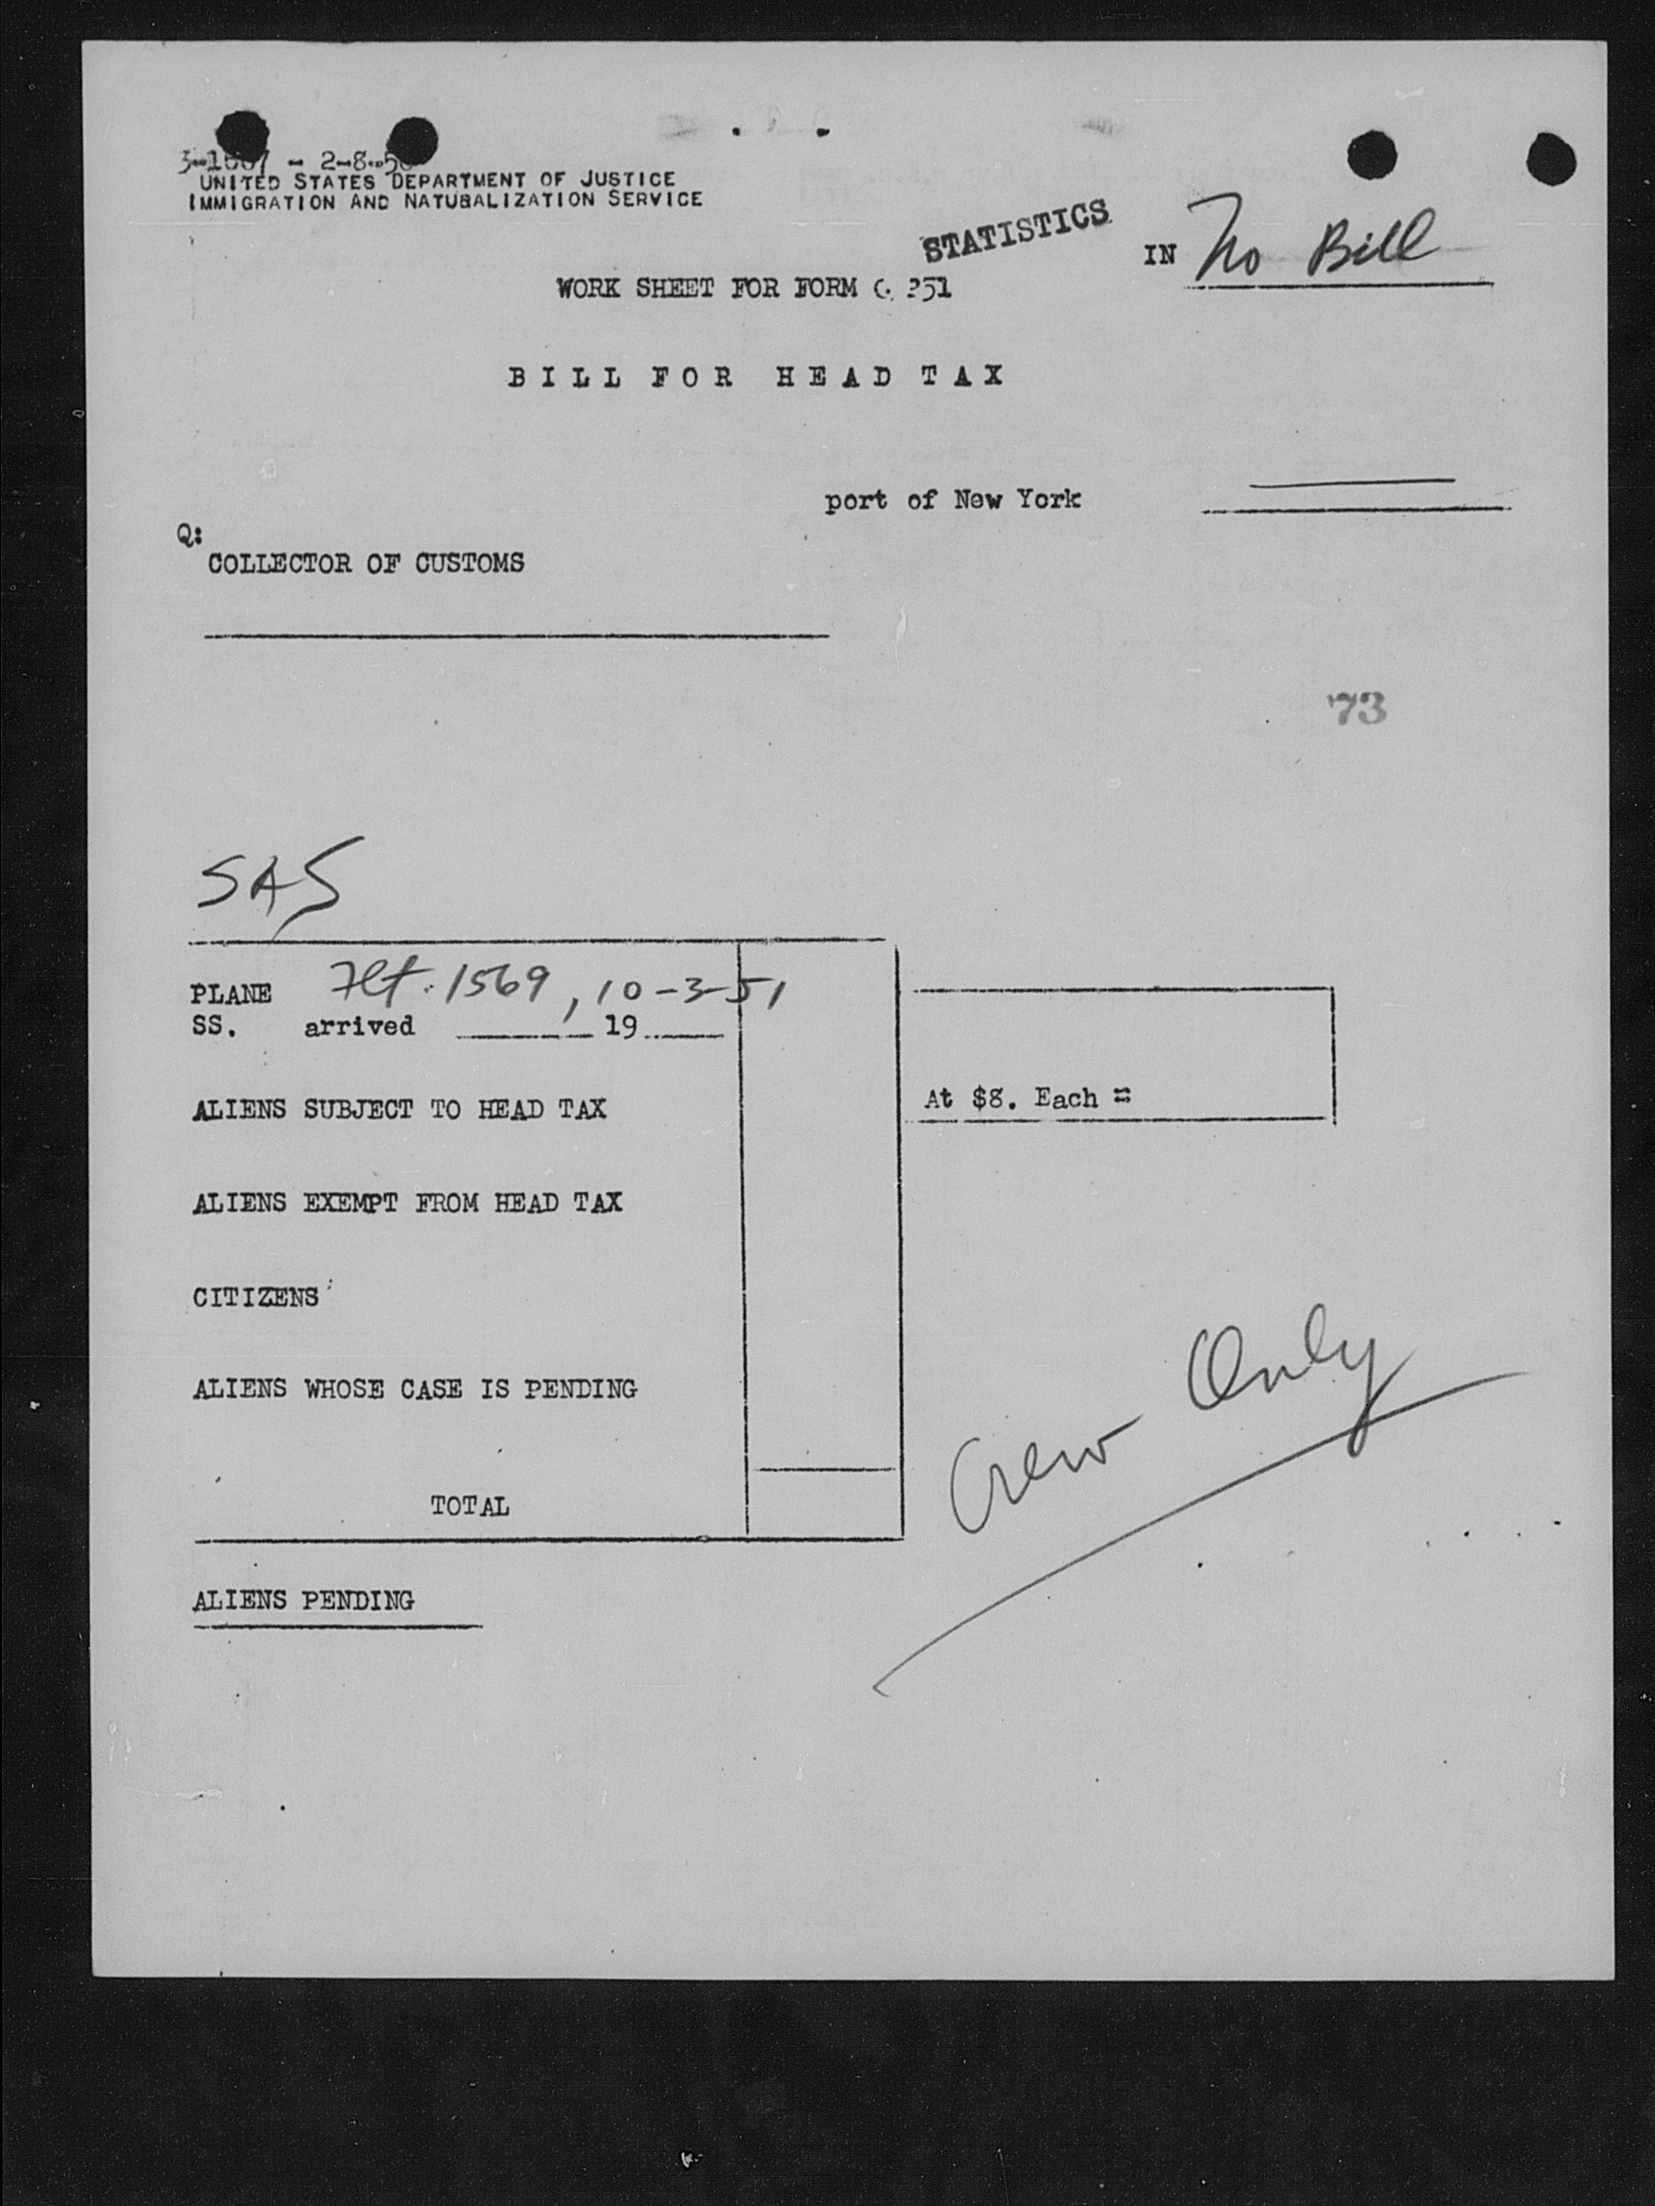 UNITED STATES DEPARTMENT OF JUSTICE
IMMIGRATION AND NATUBALIZATION SERVICE
STATISTICS
IN No Bill
WORK SHEET FOR FORM
BILL FOR HEAD TAX
port of New York
Q:
COLLECTOR OF CUSTOMS
73
SAS
PLANE Flt. 1569, 10-3-51
SS. arrived 19
ALIENS SUBJECT TO HEAD TAX
At $8. Each =
ALIENS EXEMPT FROM HEAD TAX
CITIZENS
ALIENS WHOSE CASE IS PENDING
Crew Only
TOTAL
ALIENS PENDING